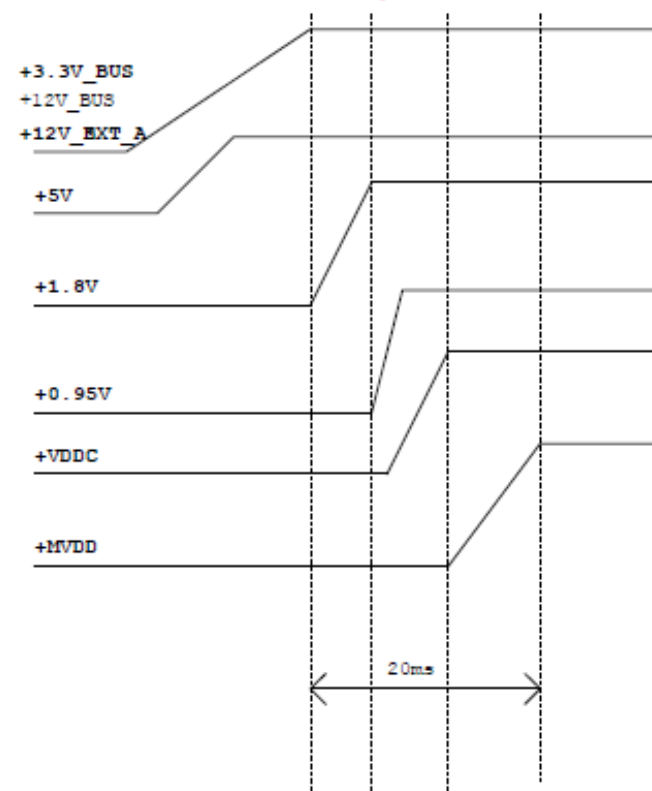 +3.3V_BUS
+12V_BUS
+12V_EXT_A
+5V
+1.8V
+0.95V
+VDDC
+MVDD
20ms